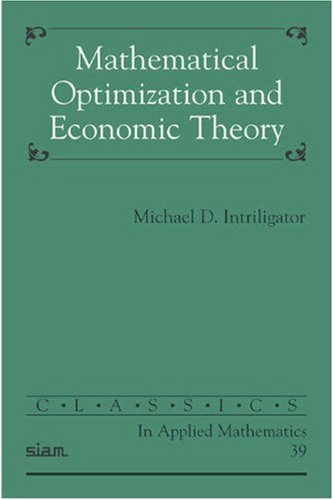 Mathematical
Optimization and
Economic Theory
Michael D. Intriligator
C • L • A • S • S • I • C • S
In Applied Mathematics
siam
39